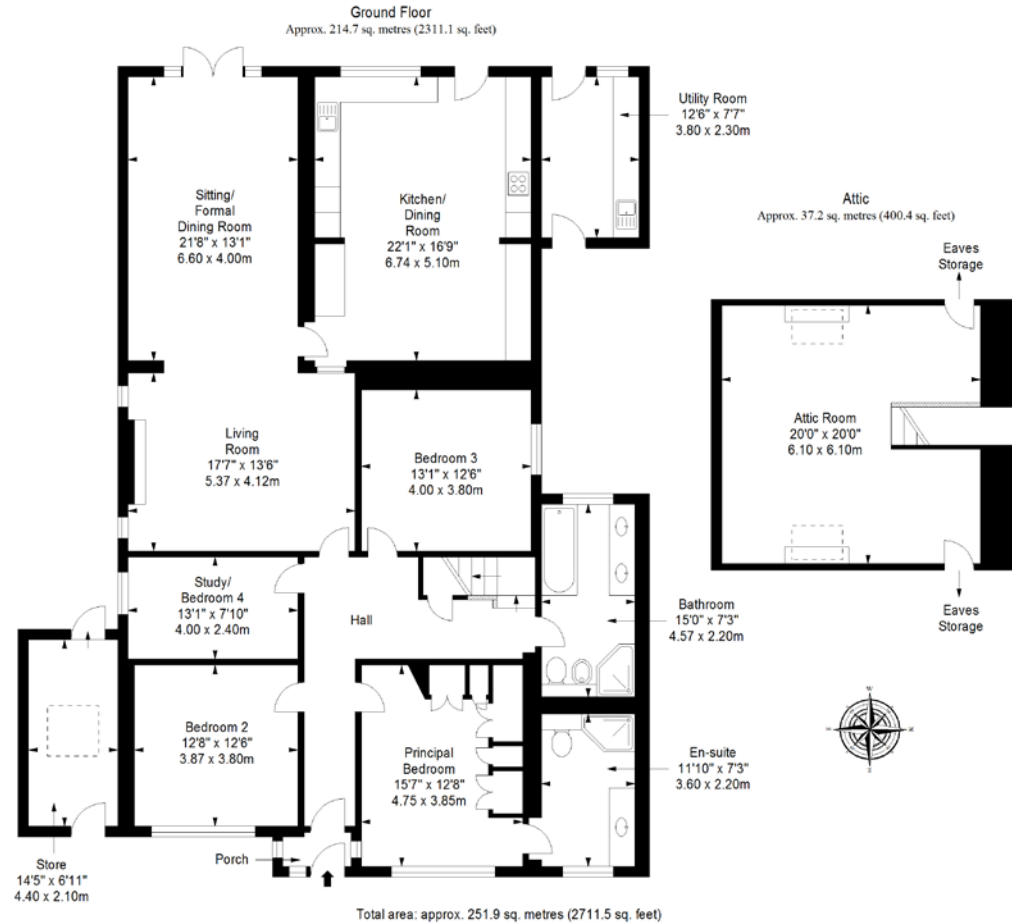 Ground Floor
Approx. 214.7 sq. metres (2311.1 sq. feet)
Utility Room
12'6" x 7'7"
3.80 x 2.30m
Sitting/
Formal
Dining Room
21'8" x 13'1"
6.60 x 4.00m
Kitchen/
Dining
Room
22'1" x 16'9"
6.74 x 5.10m
Attic
Approx. 37.2 sq. metres (400.4 sq. feet)
Eaves
Storage
Attic Room
20'0" x 20'0"
6.10 x 6.10m
Eaves
Storage
Living
Room
17'7" x 13'6"
5.37 x 4.12m
Bedroom 3
13'1" x 12'6"
4.00 x 3.80m
Study/
Bedroom 4
13'1" x 7'10"
4.00 x 2.40m
Hall
Bathroom
15'0" x 7'3"
4.57 x 2.20m
Bedroom 2
12'8" x 12'6"
3.87 x 3.80m
Principal
Bedroom
15'7" x 12'8"
4.75 x 3.85m
En-suite
11'10" x 7'3"
3.60 x 2.20m
Store
14'5" x 6'11"
4.40 x 2.10m
Porch
Total area: approx. 251.9 sq. metres (2711.5 sq. feet)